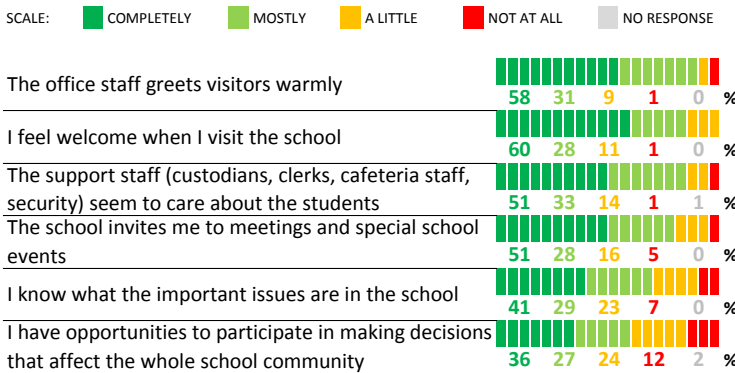 SCALE: COMPLETELY MOSTLY A LITTLE NOT AT ALL NO RESPONSE
The office staff greets visitors warmly
58 31 9 1 0 %
I feel welcome when I visit the school
60 28 11 1 0 %
The support staff (custodians, clerks, cafeteria staff,
security) seem to care about the students
51 33 14 1 1 %
The school invites me to meetings and special school
events
51 28 16 5 0 %
I know what the important issues are in the school
41 29 23 7 0 %
I have opportunities to participate in making decisions
that affect the whole school community
36 27 24 12 2 %